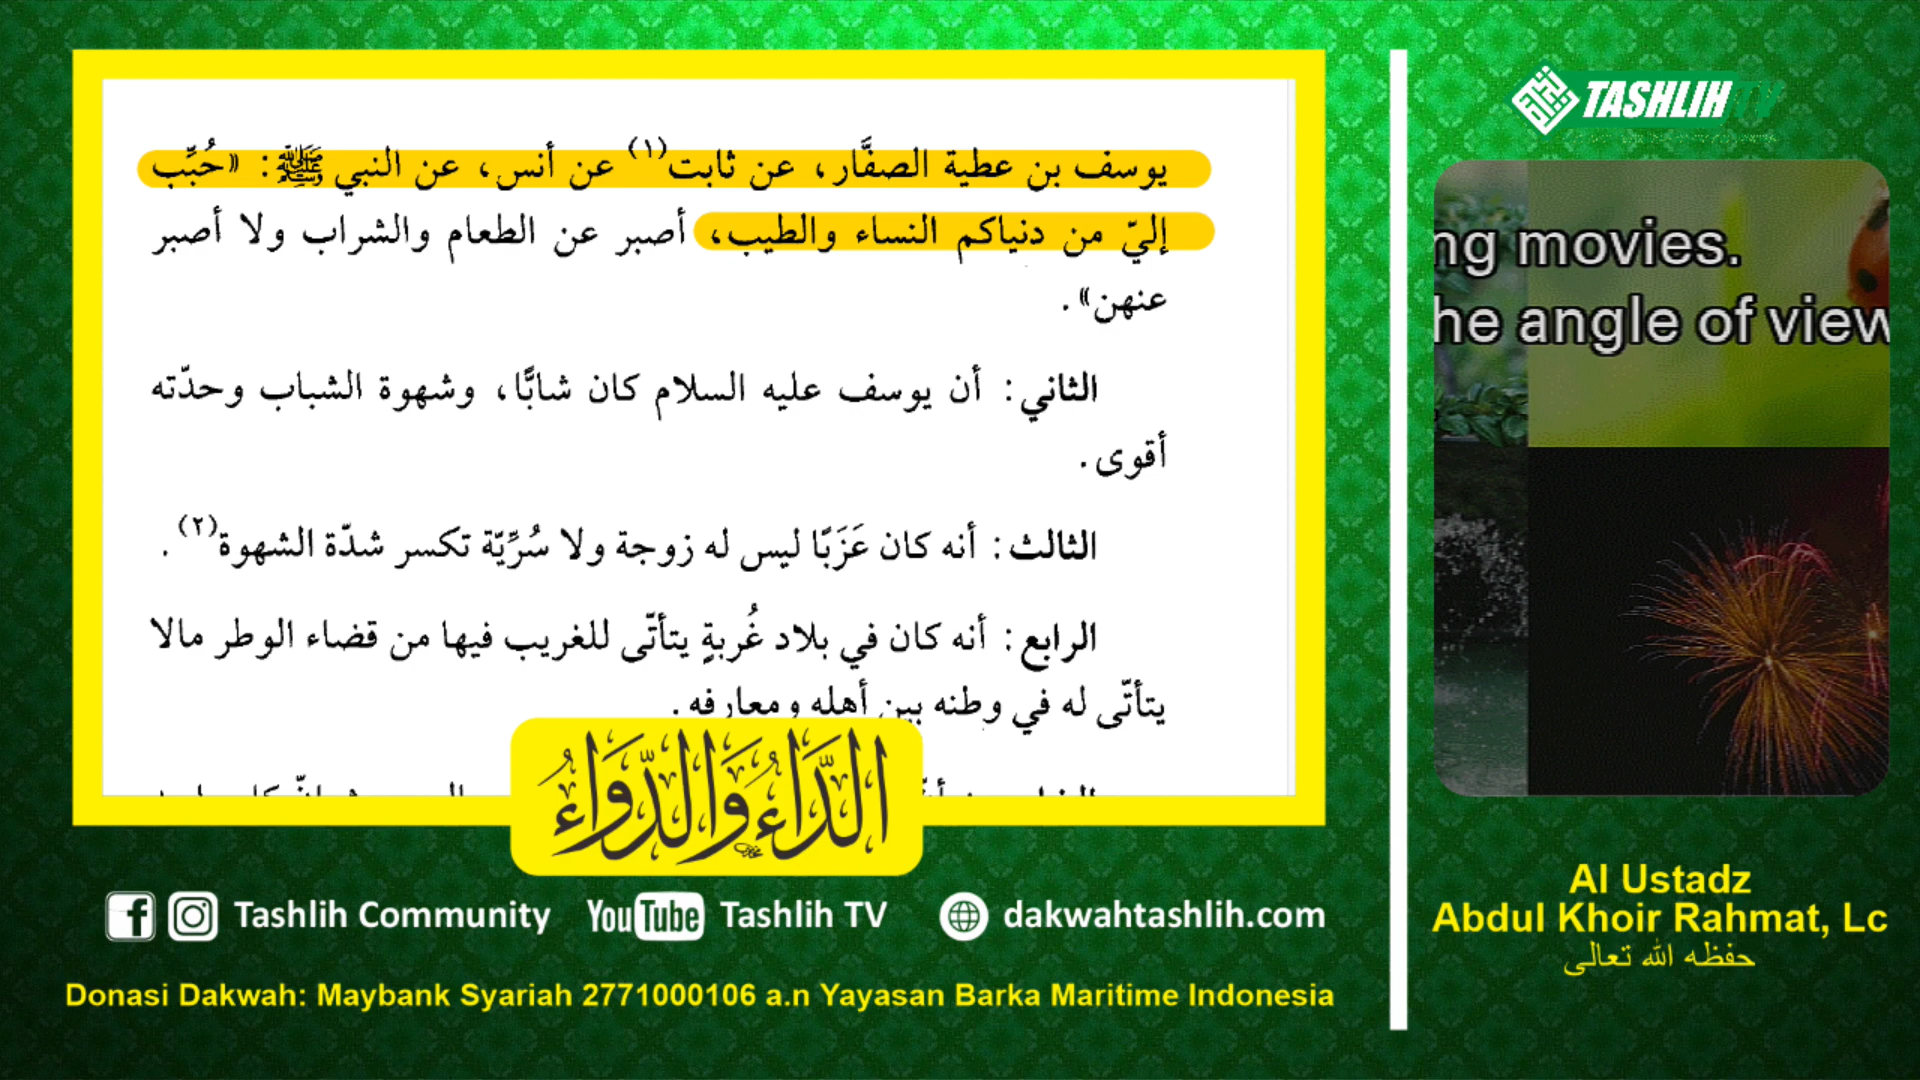 يوسف بن عطية الصفَّار، عن ثابت(١) عن أنس، عن النبي ﷺ: «حُبِّب
إليّ من دنياكم النساء والطيب، أصبر عن الطعام والشراب ولا أصبر
عنهن».
الثاني: أن يوسف عليه السلام كان شابًّا، وشهوة الشباب وحدّته
أقوى.
الثالث: أنه كان عَزَبًا ليس له زوجة ولا سُرِّيّة تكسر شدّة الشهوة(٢).
الرابع: أنه كان في بلاد غُربةٍ يتأتّى للغريب فيها من قضاء الوطر مالا
يتأتّى له في وطنه بين أهله ومعارفه.
الدَّاءُ وَالدَّوَاءُ
Tashlih Community YouTube Tashlih TV dakwahtashlih.com
Donasi Dakwah: Maybank Syariah 2771000106 a.n Yayasan Barka Maritime Indonesia
TASHLIH TV
ng movies.
he angle of view
Al Ustadz
Abdul Khoir Rahmat, Lc
حفظه الله تعالى